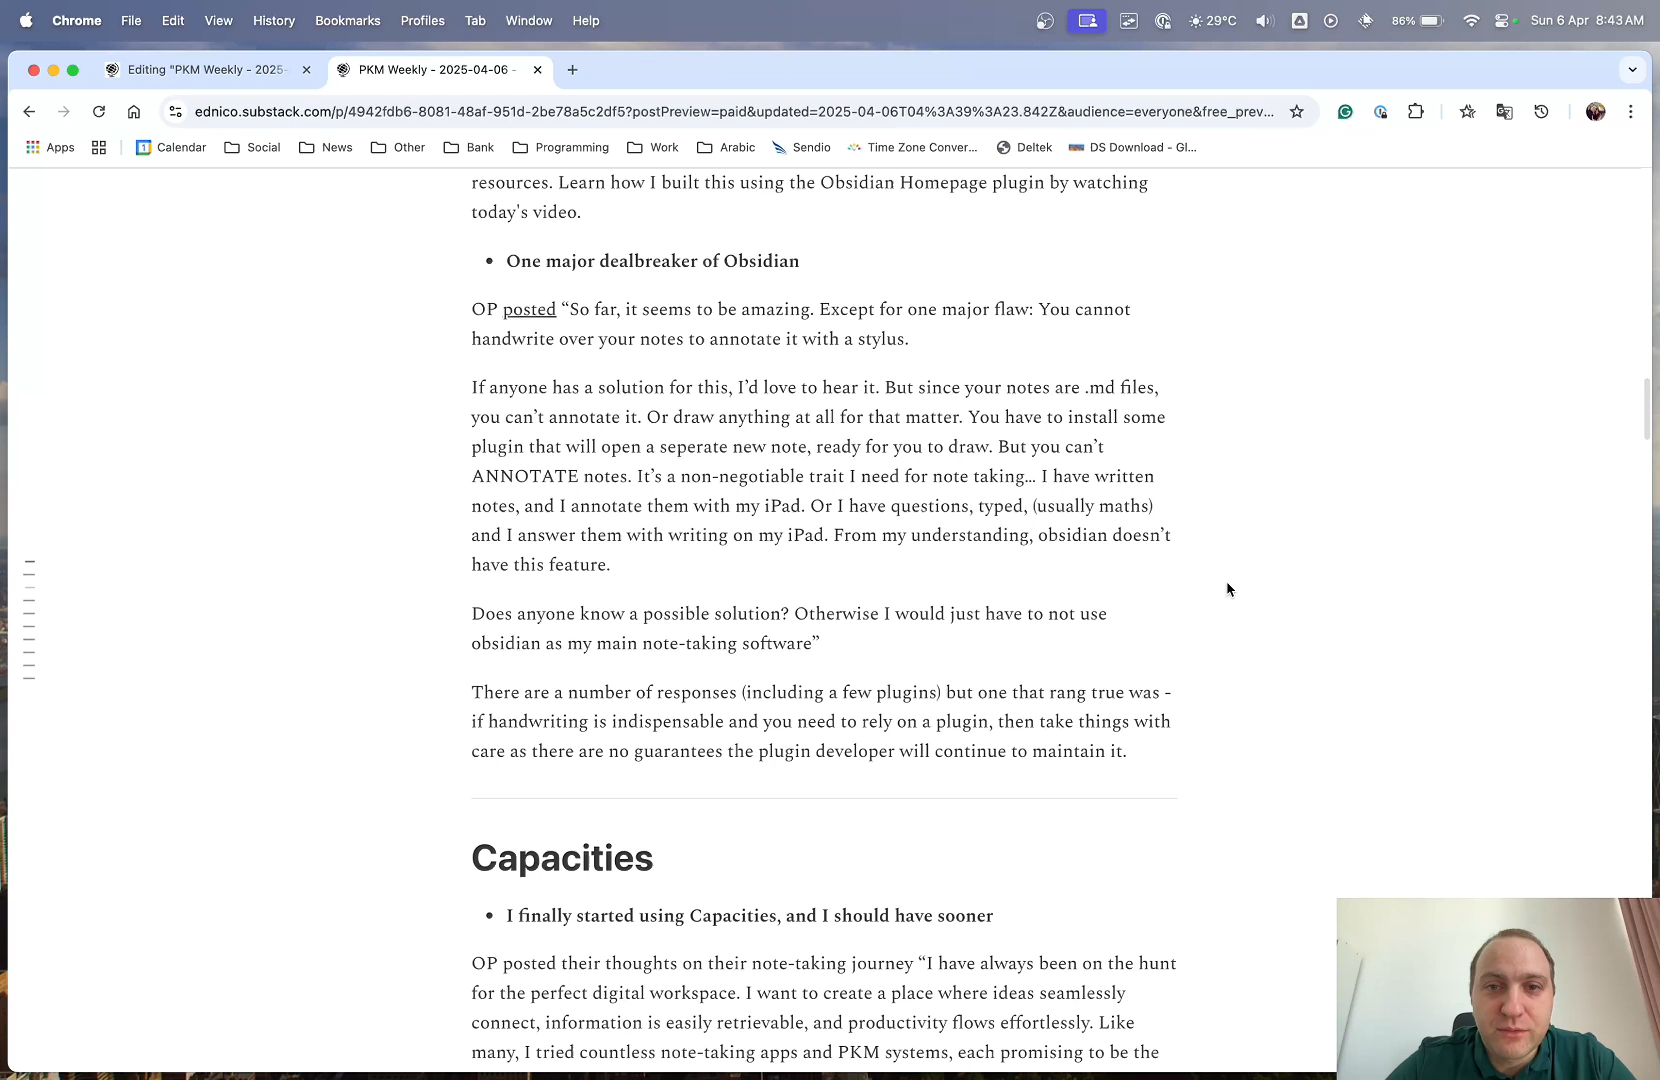 Chrome File Edit View History Bookmarks Profiles Tab Window Help 29°C 86% Sun 6 Apr 8:43 AM
Editing "PKM Weekly - 2025- PKM Weekly - 2025-04-06 -
ednico.substack.com/p/4942fdb6-8081-48af-951d-2be78a5c2df5?postPreview=paid&updated=2025-04-06T04%3A39%3A23.842Z&audience=everyone&free_prev...
Apps Calendar Social News Other Bank Programming Work Arabic Sendio Time Zone Conver... Deltek DS Download - Gl...
resources. Learn how I built this using the Obsidian Homepage plugin by watching
today's video.
• One major dealbreaker of Obsidian
OP posted “So far, it seems to be amazing. Except for one major flaw: You cannot
handwrite over your notes to annotate it with a stylus.
If anyone has a solution for this, I’d love to hear it. But since your notes are .md files,
you can’t annotate it. Or draw anything at all for that matter. You have to install some
plugin that will open a seperate new note, ready for you to draw. But you can’t
ANNOTATE notes. It’s a non-negotiable trait I need for note taking… I have written
notes, and I annotate them with my iPad. Or I have questions, typed, (usually maths)
and I answer them with writing on my iPad. From my understanding, obsidian doesn’t
have this feature.
Does anyone know a possible solution? Otherwise I would just have to not use
obsidian as my main note-taking software”
There are a number of responses (including a few plugins) but one that rang true was -
if handwriting is indispensable and you need to rely on a plugin, then take things with
care as there are no guarantees the plugin developer will continue to maintain it.
Capacities
• I finally started using Capacities, and I should have sooner
OP posted their thoughts on their note-taking journey “I have always been on the hunt
for the perfect digital workspace. I want to create a place where ideas seamlessly
connect, information is easily retrievable, and productivity flows effortlessly. Like
many, I tried countless note-taking apps and PKM systems, each promising to be the